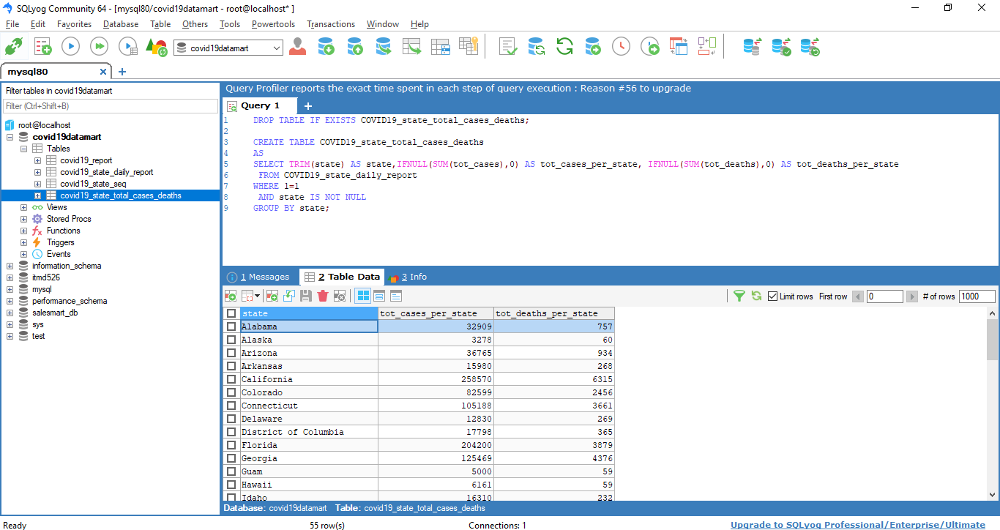 SQLyog Community 64 - [mysql80/covid19datamart - root@localhost* ]
File Edit Favorites Database Table Others Tools Powertools Transactions Window Help
covid19datamart
mysql80
Filter tables in covid19datamart
Filter (Ctrl+Shift+B)
root@localhost
covid19datamart
Tables
covid19_report
covid19_state_daily_report
covid19_state_seq
covid19_state_total_cases_deaths
Views
Stored Procs
Functions
Triggers
Events
information_schema
itmd526
mysql
perfomance_schema
salesmart_db
sys
test
Query Profiler reports the exact time spent in each step of query execution : Reason #56 to upgrade
Query 1
1 DROP TABLE IF EXISTS COVID19_state_total_cases_deaths;
2
3 CREATE TABLE COVID19_state_total_cases_deaths
4 AS
5 SELECT TRIM(state) AS state,IFNULL(SUM(tot_cases),0) AS tot_cases_per_state, IFNULL(SUM(tot_deaths),0) AS tot_deaths_per_state
6 FROM COVID19_state_daily_report
7 WHERE 1=1
8 AND state IS NOT NULL
9 GROUP BY state;
1 Messages 2 Table Data 3 Info
Limit rows First row 0 # of rows 1000
state tot_cases_per_state tot_deaths_per_state
Alabama 32909 757
Alaska 3278 60
Arizona 36765 934
Arkansas 15980 268
California 258570 6315
Colorado 82599 2456
Connecticut 105188 3661
Delaware 12830 269
District of Columbia 17798 365
Florida 204200 3879
Georgia 125469 4376
Guam 5000 59
Hawaii 6161 59
Idaho 16310 232
Database: covid19datamart Table: covid19_state_total_cases_deaths
Ready 55 row(s) Connections: 1 Upgrade to SQLyog Professional/Enterprise/Ultimate